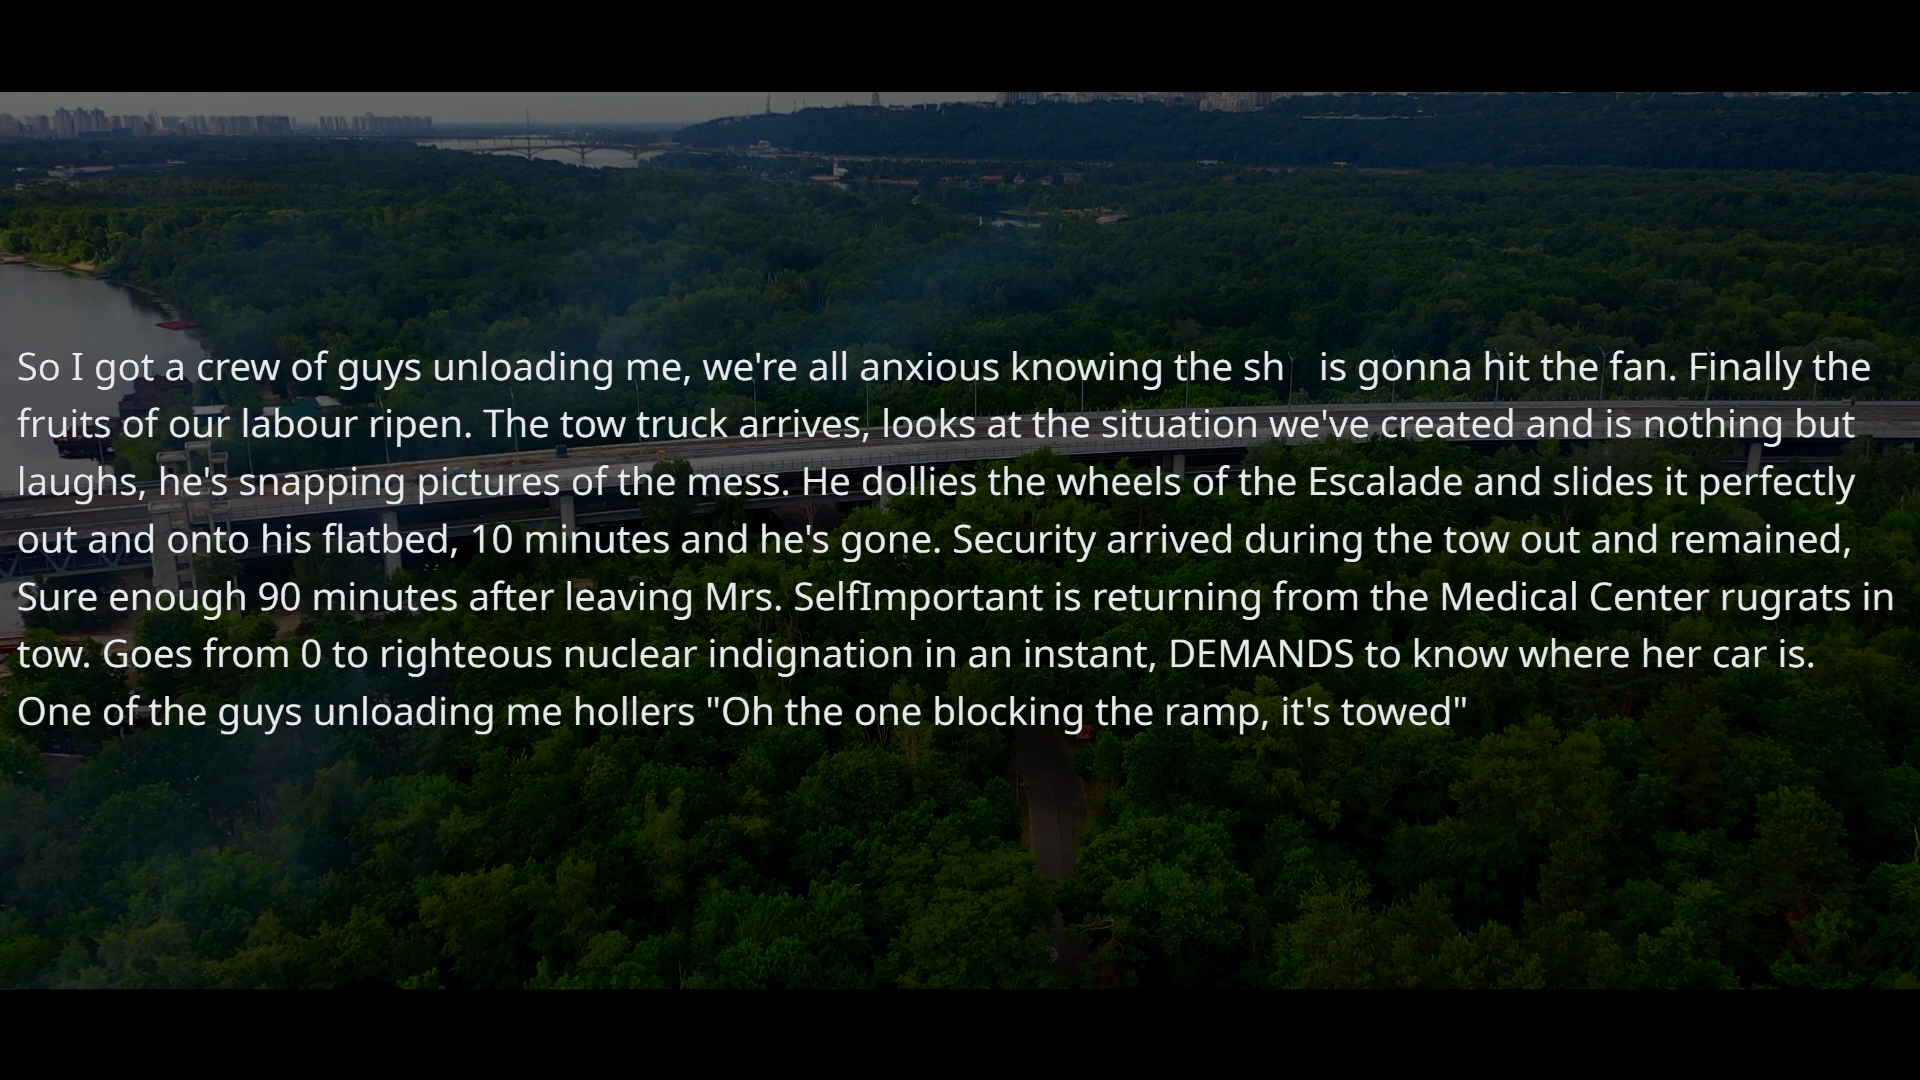 So I got a crew of guys unloading me, we're all anxious knowing the sh is gonna hit the fan. Finally the
fruits of our labour ripen. The tow truck arrives, looks at the situation we've created and is nothing but
laughs, he's snapping pictures of the mess. He dollies the wheels of the Escalade and slides it perfectly
out and onto his flatbed, 10 minutes and he's gone. Security arrived during the tow out and remained,
Sure enough 90 minutes after leaving Mrs. SelfImportant is returning from the Medical Center rugrats in
tow. Goes from 0 to righteous nuclear indignation in an instant, DEMANDS to know where her car is.
One of the guys unloading me hollers "Oh the one blocking the ramp, it's towed"